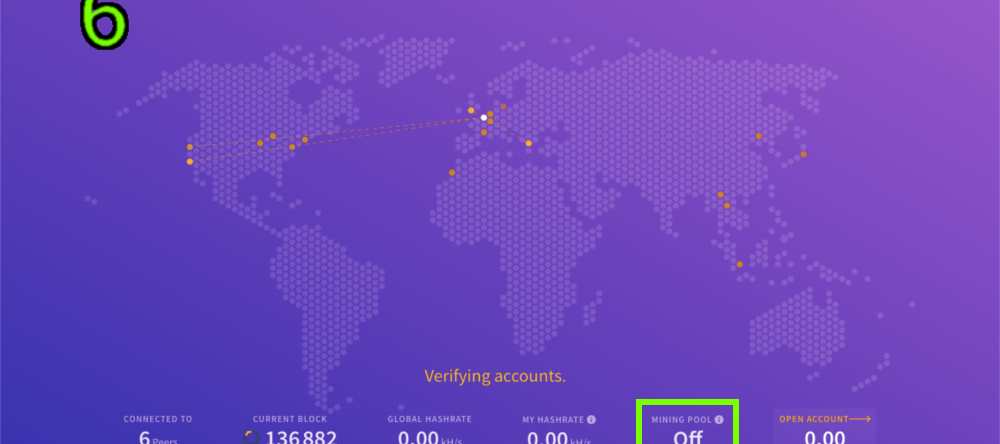 6
Verifying accounts.
CONNECTED TO
6 Peers
CURRENT BLOCK
136 882
GLOBAL HASHRATE
0.00 kH/s
MY HASHRATE i
0.00 kH/s
MINING POOL i
Off
OPEN ACCOUNT
0.00